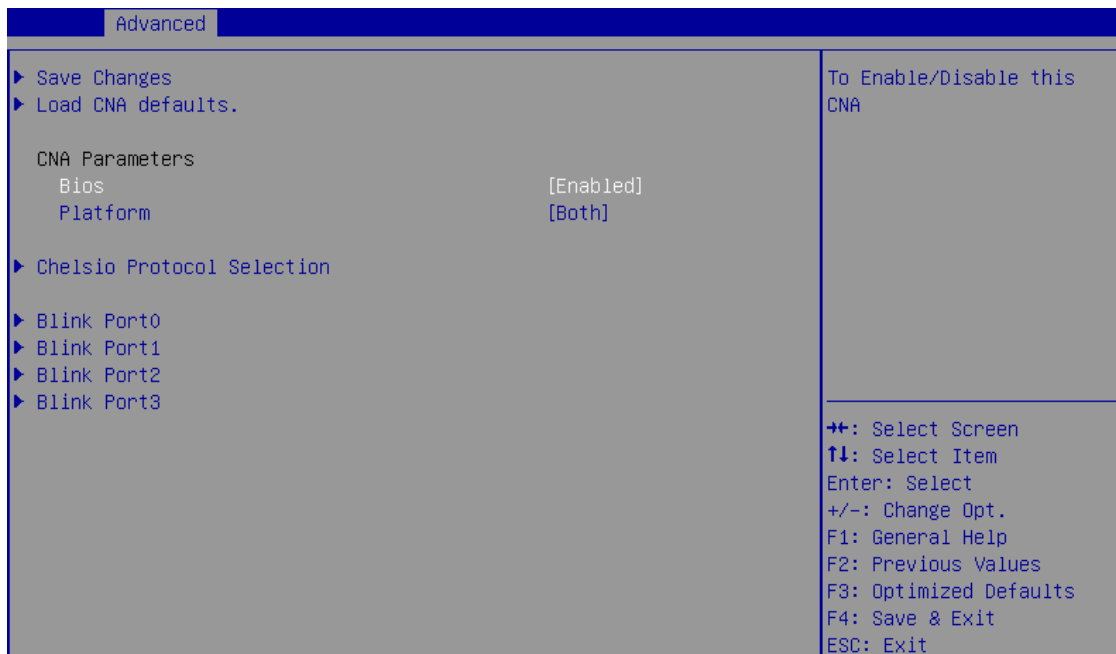 Advanced
Save Changes
Load CNA defaults.
CNA Parameters
Bios [Enabled]
Platform [Both]
Chelsio Protocol Selection
Blink Port0
Blink Port1
Blink Port2
Blink Port3
To Enable/Disable this
CNA
→←: Select Screen
↑↓: Select Item
Enter: Select
+/-: Change Opt.
F1: General Help
F2: Previous Values
F3: Optimized Defaults
F4: Save & Exit
ESC: Exit